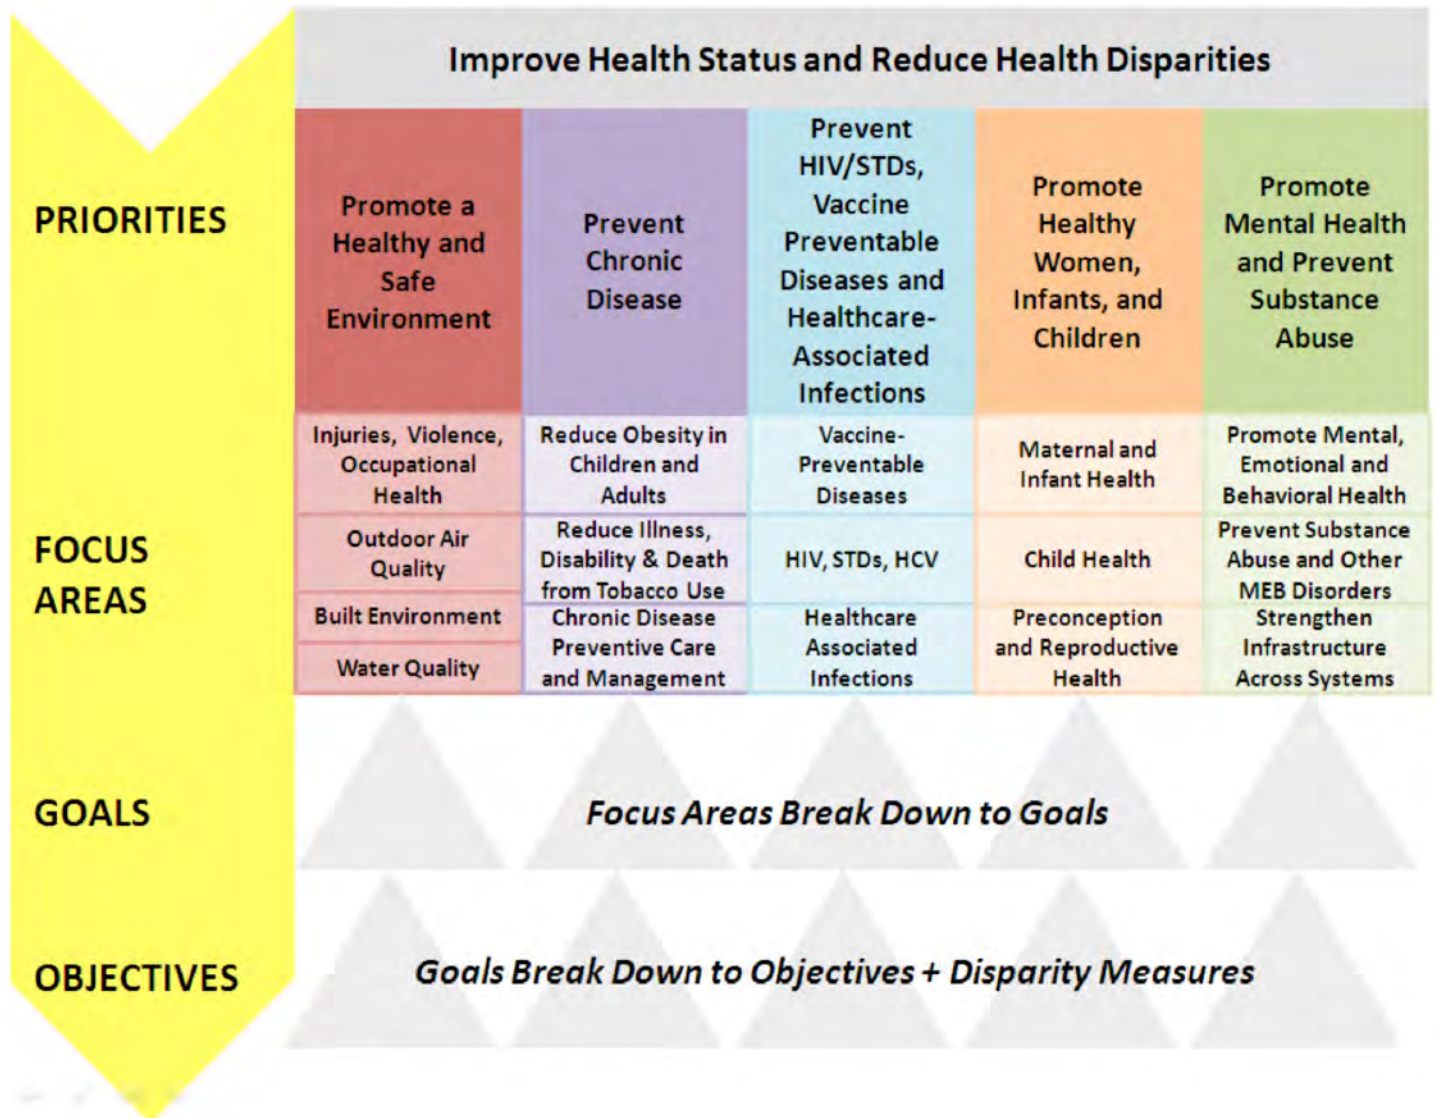 Improve Health Status and Reduce Health Disparities
PRIORITIES
Promote a
Healthy and
Safe
Environment
Prevent
Chronic
Disease
Prevent
HIV/STDs,
Vaccine
Preventable
Diseases and
Healthcare-
Associated
Infections
Promote
Healthy
Women,
Infants, and
Children
Promote
Mental Health
and Prevent
Substance
Abuse
FOCUS
AREAS
Injuries, Violence,
Occupational
Health
Outdoor Air
Quality
Built Environment
Water Quality
Reduce Obesity in
Children and
Adults
Reduce Illness,
Disability & Death
from Tobacco Use
Chronic Disease
Preventive Care
and Management
Vaccine-
Preventable
Diseases
HIV, STDs, HCV
Healthcare
Associated
Infections
Maternal and
Infant Health
Child Health
Preconception
and Reproductive
Health
Promote Mental,
Emotional and
Behavioral Health
Prevent Substance
Abuse and Other
MEB Disorders
Strengthen
Infrastructure
Across Systems
GOALS
Focus Areas Break Down to Goals
OBJECTIVES
Goals Break Down to Objectives + Disparity Measures